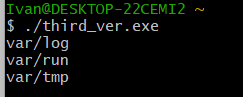 Ivan@DESKTOP-22CEMI2 ~
$ ./third_ver.exe
var/log
var/run
var/tmp